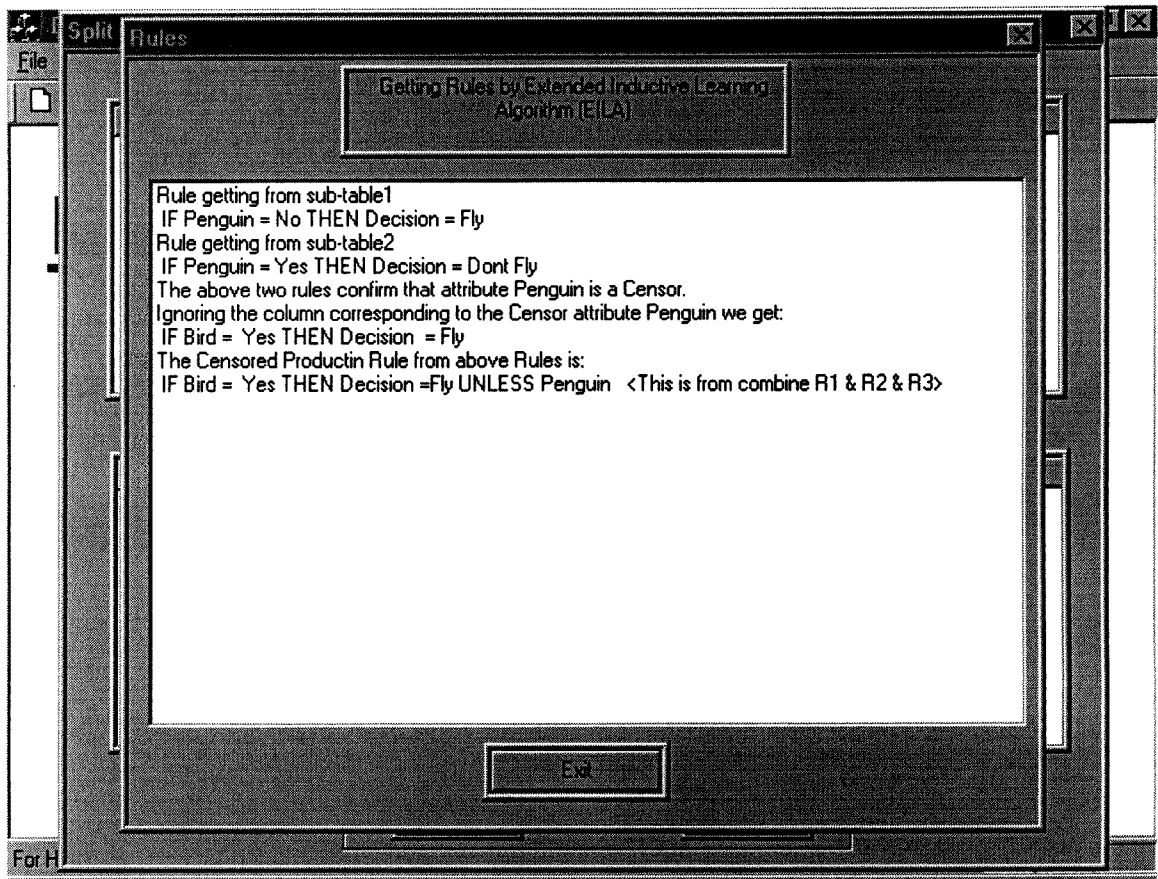 Split
Rules
File
Getting Rules by Extended Inductive Learning
Algorithm (EILA)
Rule getting from sub-table1
IF Penguin = No THEN Decision = Fly
Rule getting from sub-table2
IF Penguin = Yes THEN Decision = Dont Fly
The above two rules confirm that attribute Penguin is a Censor.
Ignoring the column corresponding to the Censor attribute Penguin we get:
IF Bird = Yes THEN Decision = Fly
The Censored Productin Rule from above Rules is:
IF Bird = Yes THEN Decision =Fly UNLESS Penguin <This is from combine R1 & R2 & R3>
Exit
For H